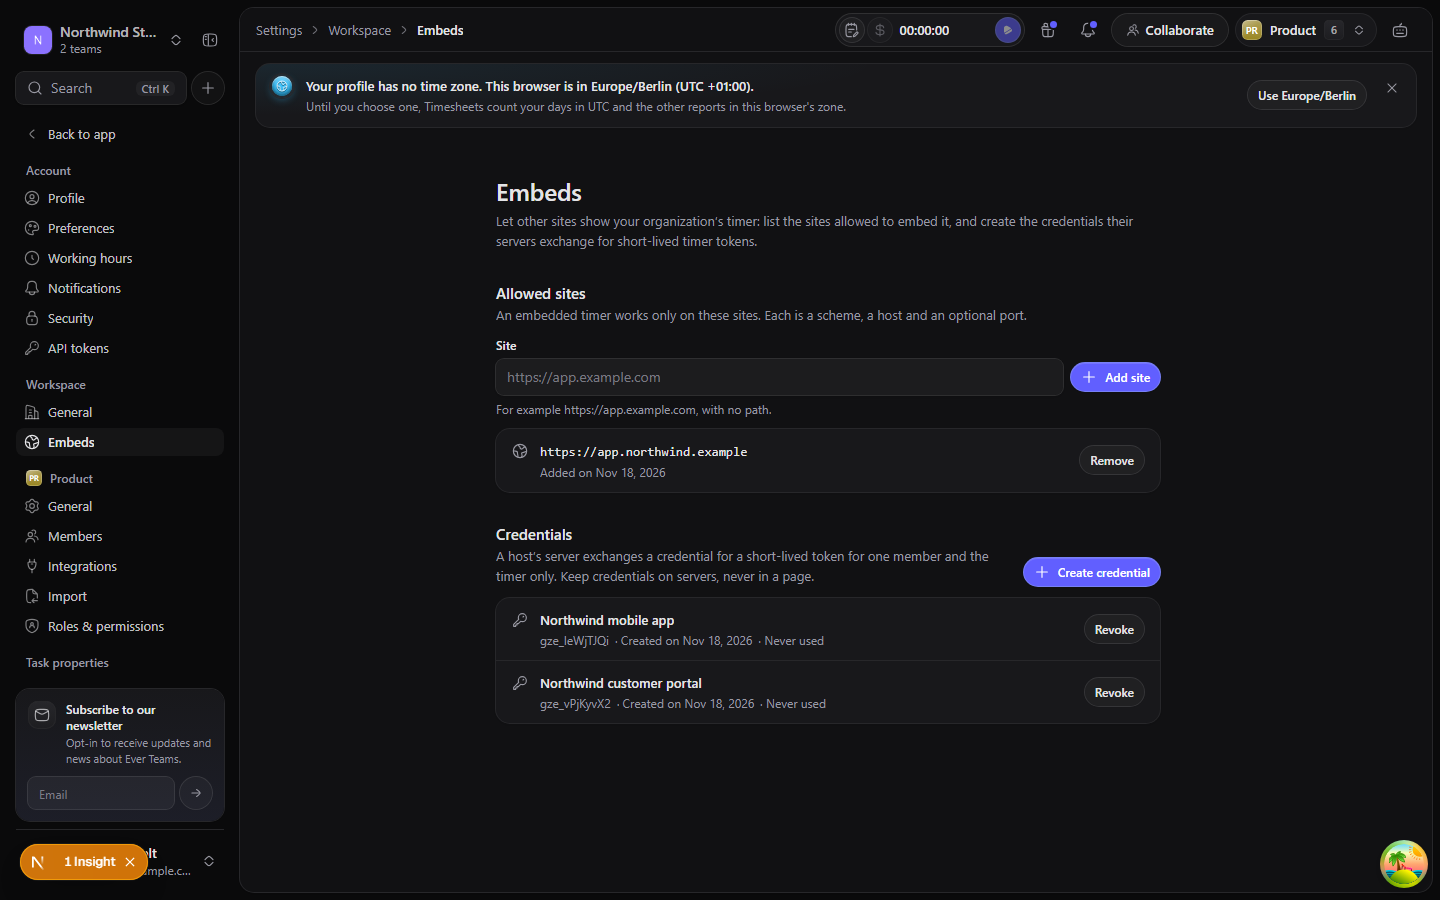 N
Northwind St...
2 teams
Search
Ctrl K
Back to app
Account
Profile
Preferences
Working hours
Notifications
Security
API tokens
Workspace
General
Embeds
PR
Product
General
Members
Integrations
Import
Roles & permissions
Task properties
Subscribe to our
newsletter
Opt-in to receive updates and
news about Ever Teams.
Email
1 Insight
Settings
Workspace
Embeds
00:00:00
Collaborate
PR
Product
6
Your profile has no time zone. This browser is in Europe/Berlin (UTC +01:00).
Until you choose one, Timesheets count your days in UTC and the other reports in this browser's zone.
Use Europe/Berlin
Embeds
Let other sites show your organization's timer: list the sites allowed to embed it, and create the credentials their
servers exchange for short-lived timer tokens.
Allowed sites
An embedded timer works only on these sites. Each is a scheme, a host and an optional port.
Site
https://app.example.com
Add site
For example https://app.example.com, with no path.
https://app.northwind.example
Added on Nov 18, 2026
Remove
Credentials
A host's server exchanges a credential for a short-lived token for one member and the
timer only. Keep credentials on servers, never in a page.
Create credential
Northwind mobile app
Created on Nov 18, 2026 · Never used
Revoke
Northwind customer portal
gze_vPjKyvX2 · Created on Nov 18, 2026 · Never used
Revoke